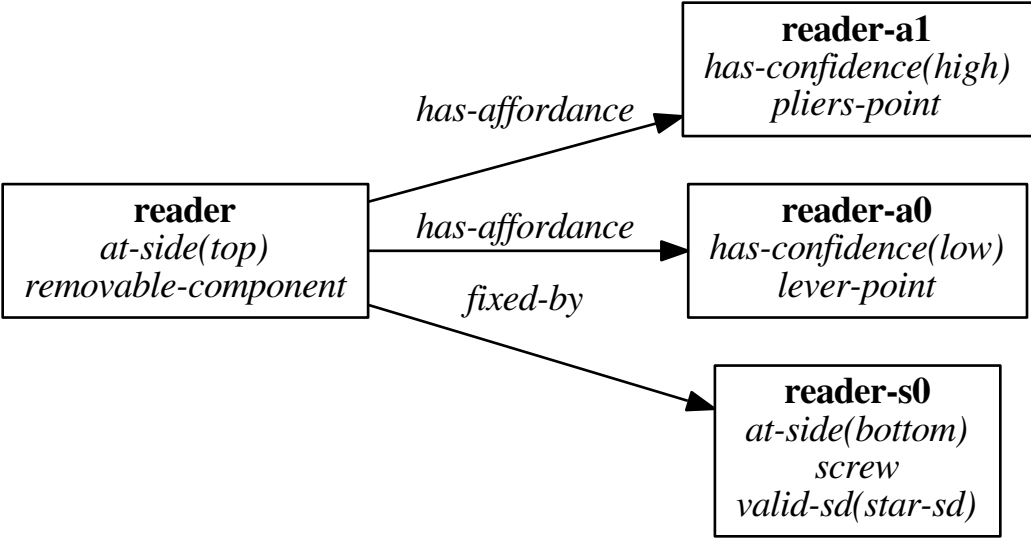 reader
at-side(top)
removable-component
has-affordance
has-affordance
fixed-by
reader-a1
has-confidence(high)
pliers-point
reader-a0
has-confidence(low)
lever-point
reader-s0
at-side(bottom)
screw
valid-sd(star-sd)